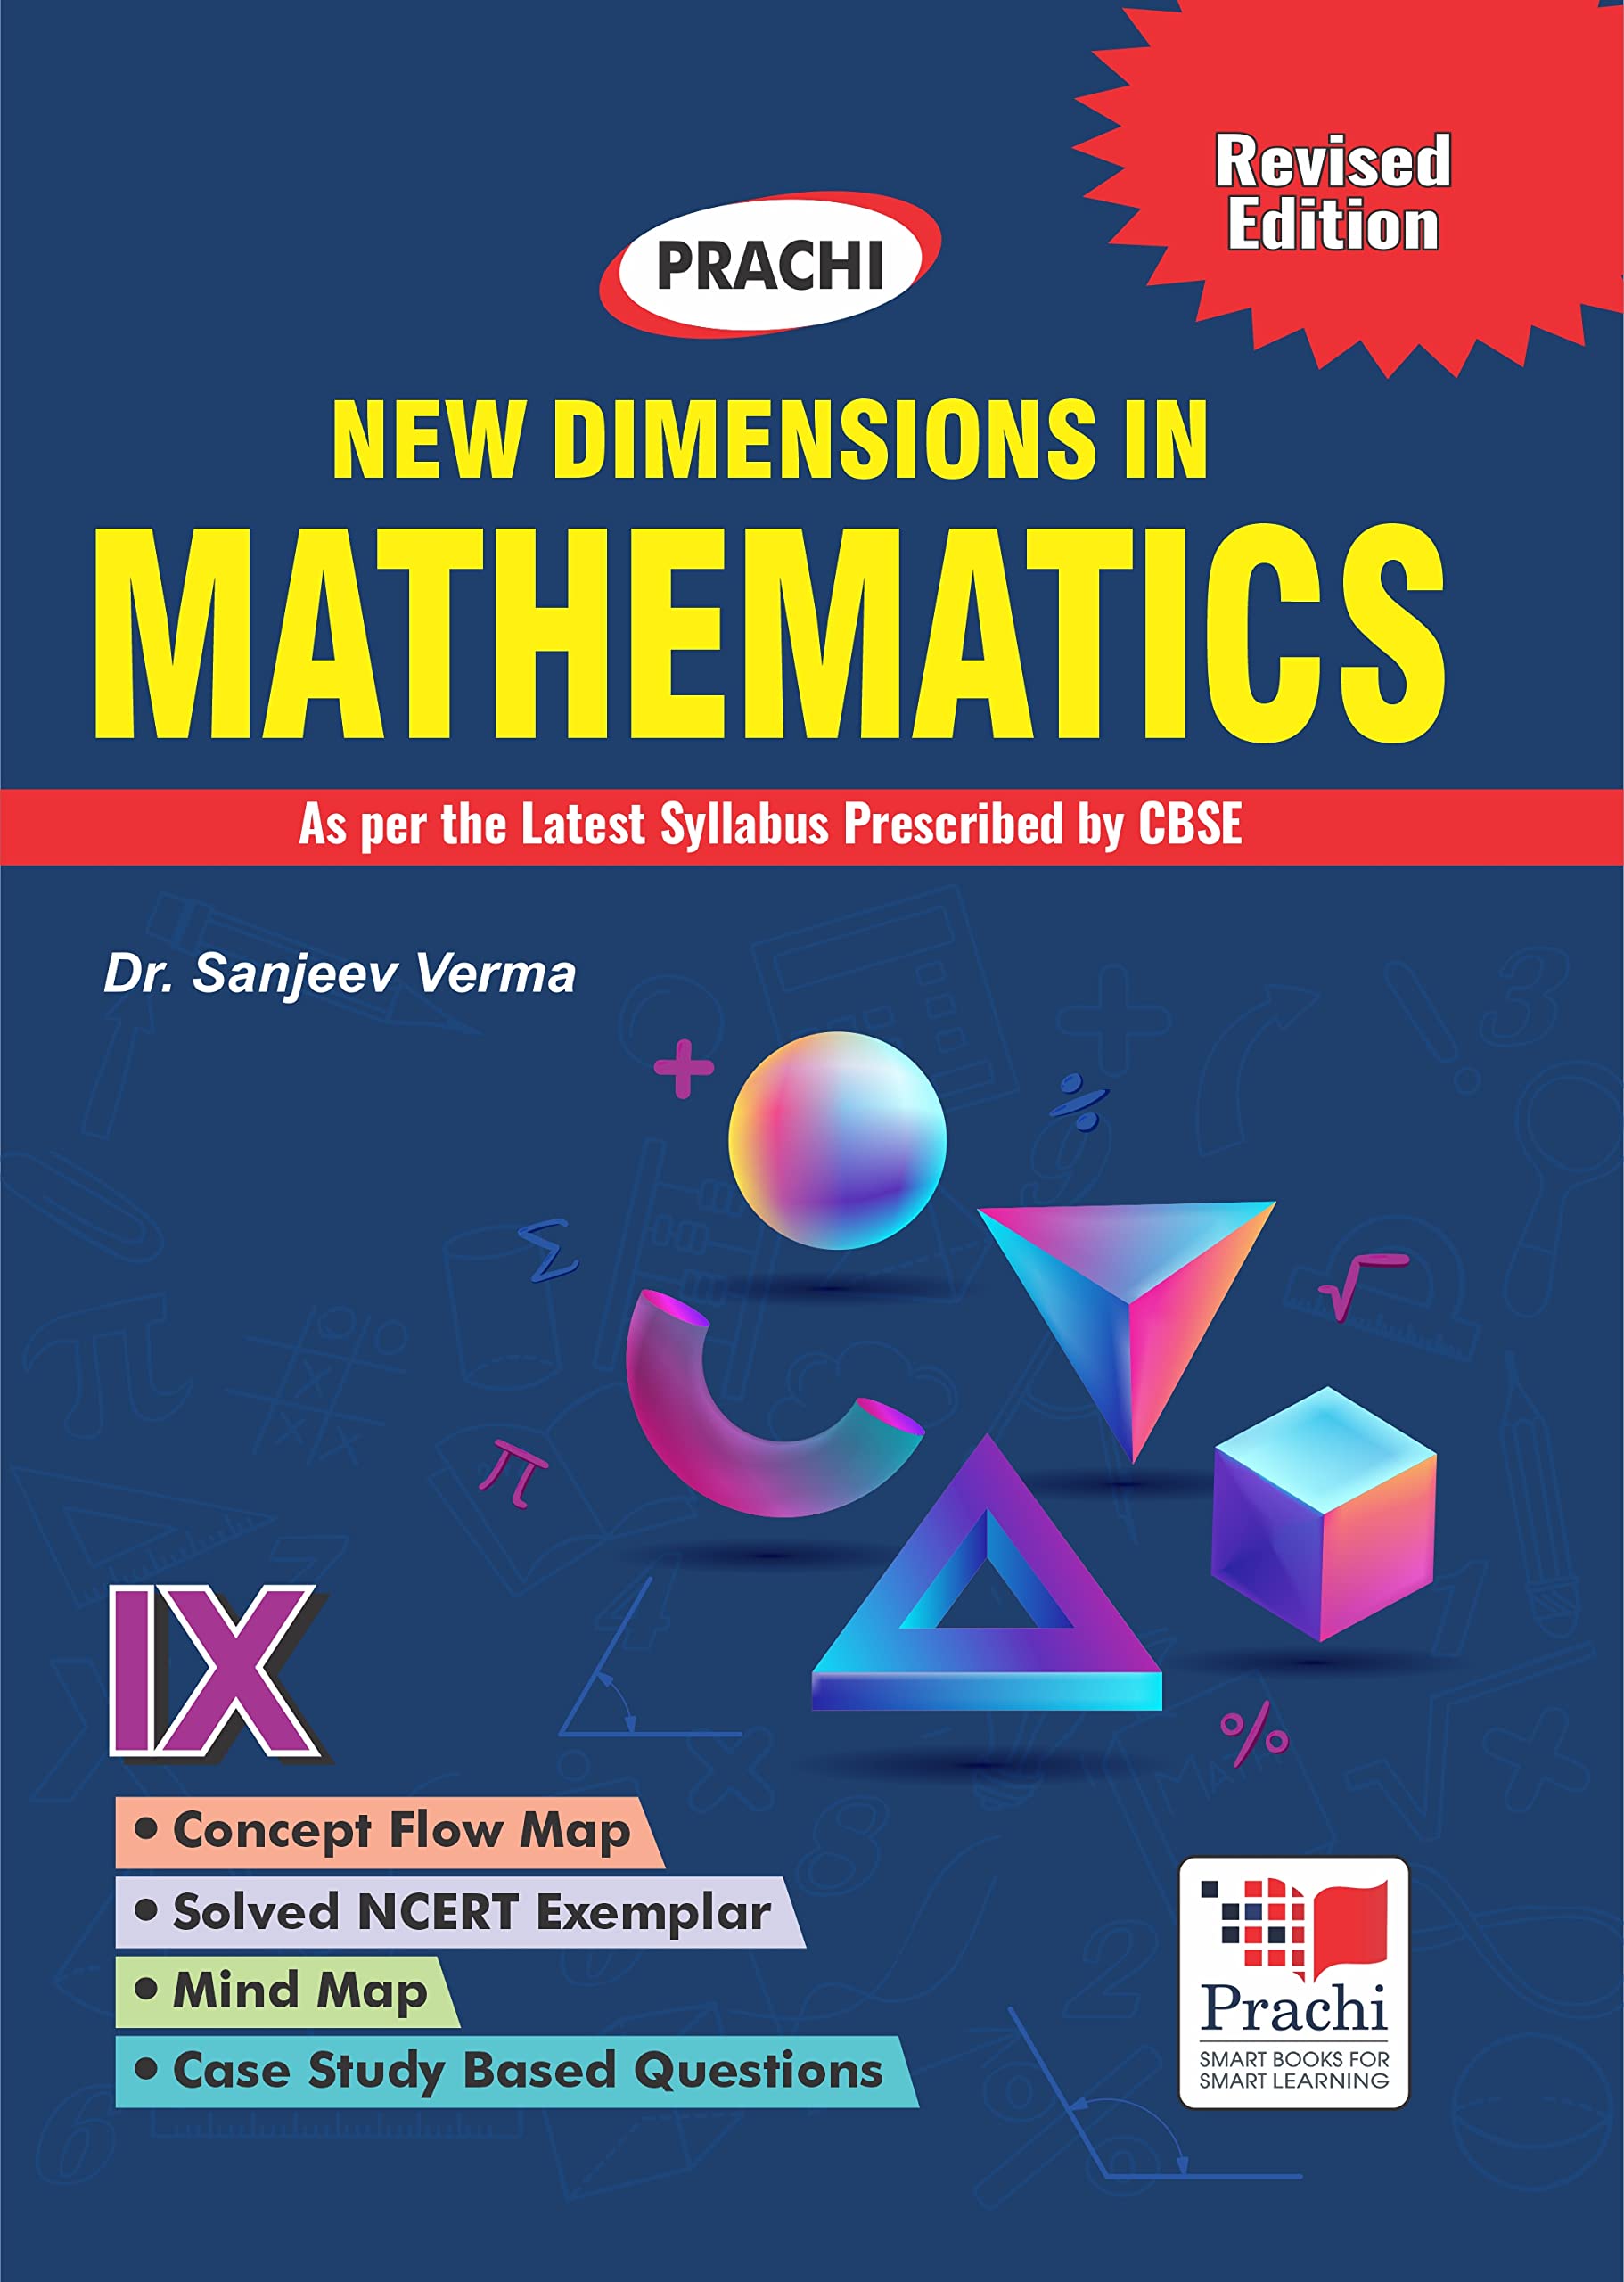 Revised
Edition
PRACHI
NEW DIMENSIONS IN
MATHEMATICS
As per the Latest Syllabus Prescribed by CBSE
Dr. Sanjeev Verma
+
÷
Σ
√
π
%
IX
• Concept Flow Map
• Solved NCERT Exemplar
• Mind Map
• Case Study Based Questions
Prachi
SMART BOOKS FOR
SMART LEARNING